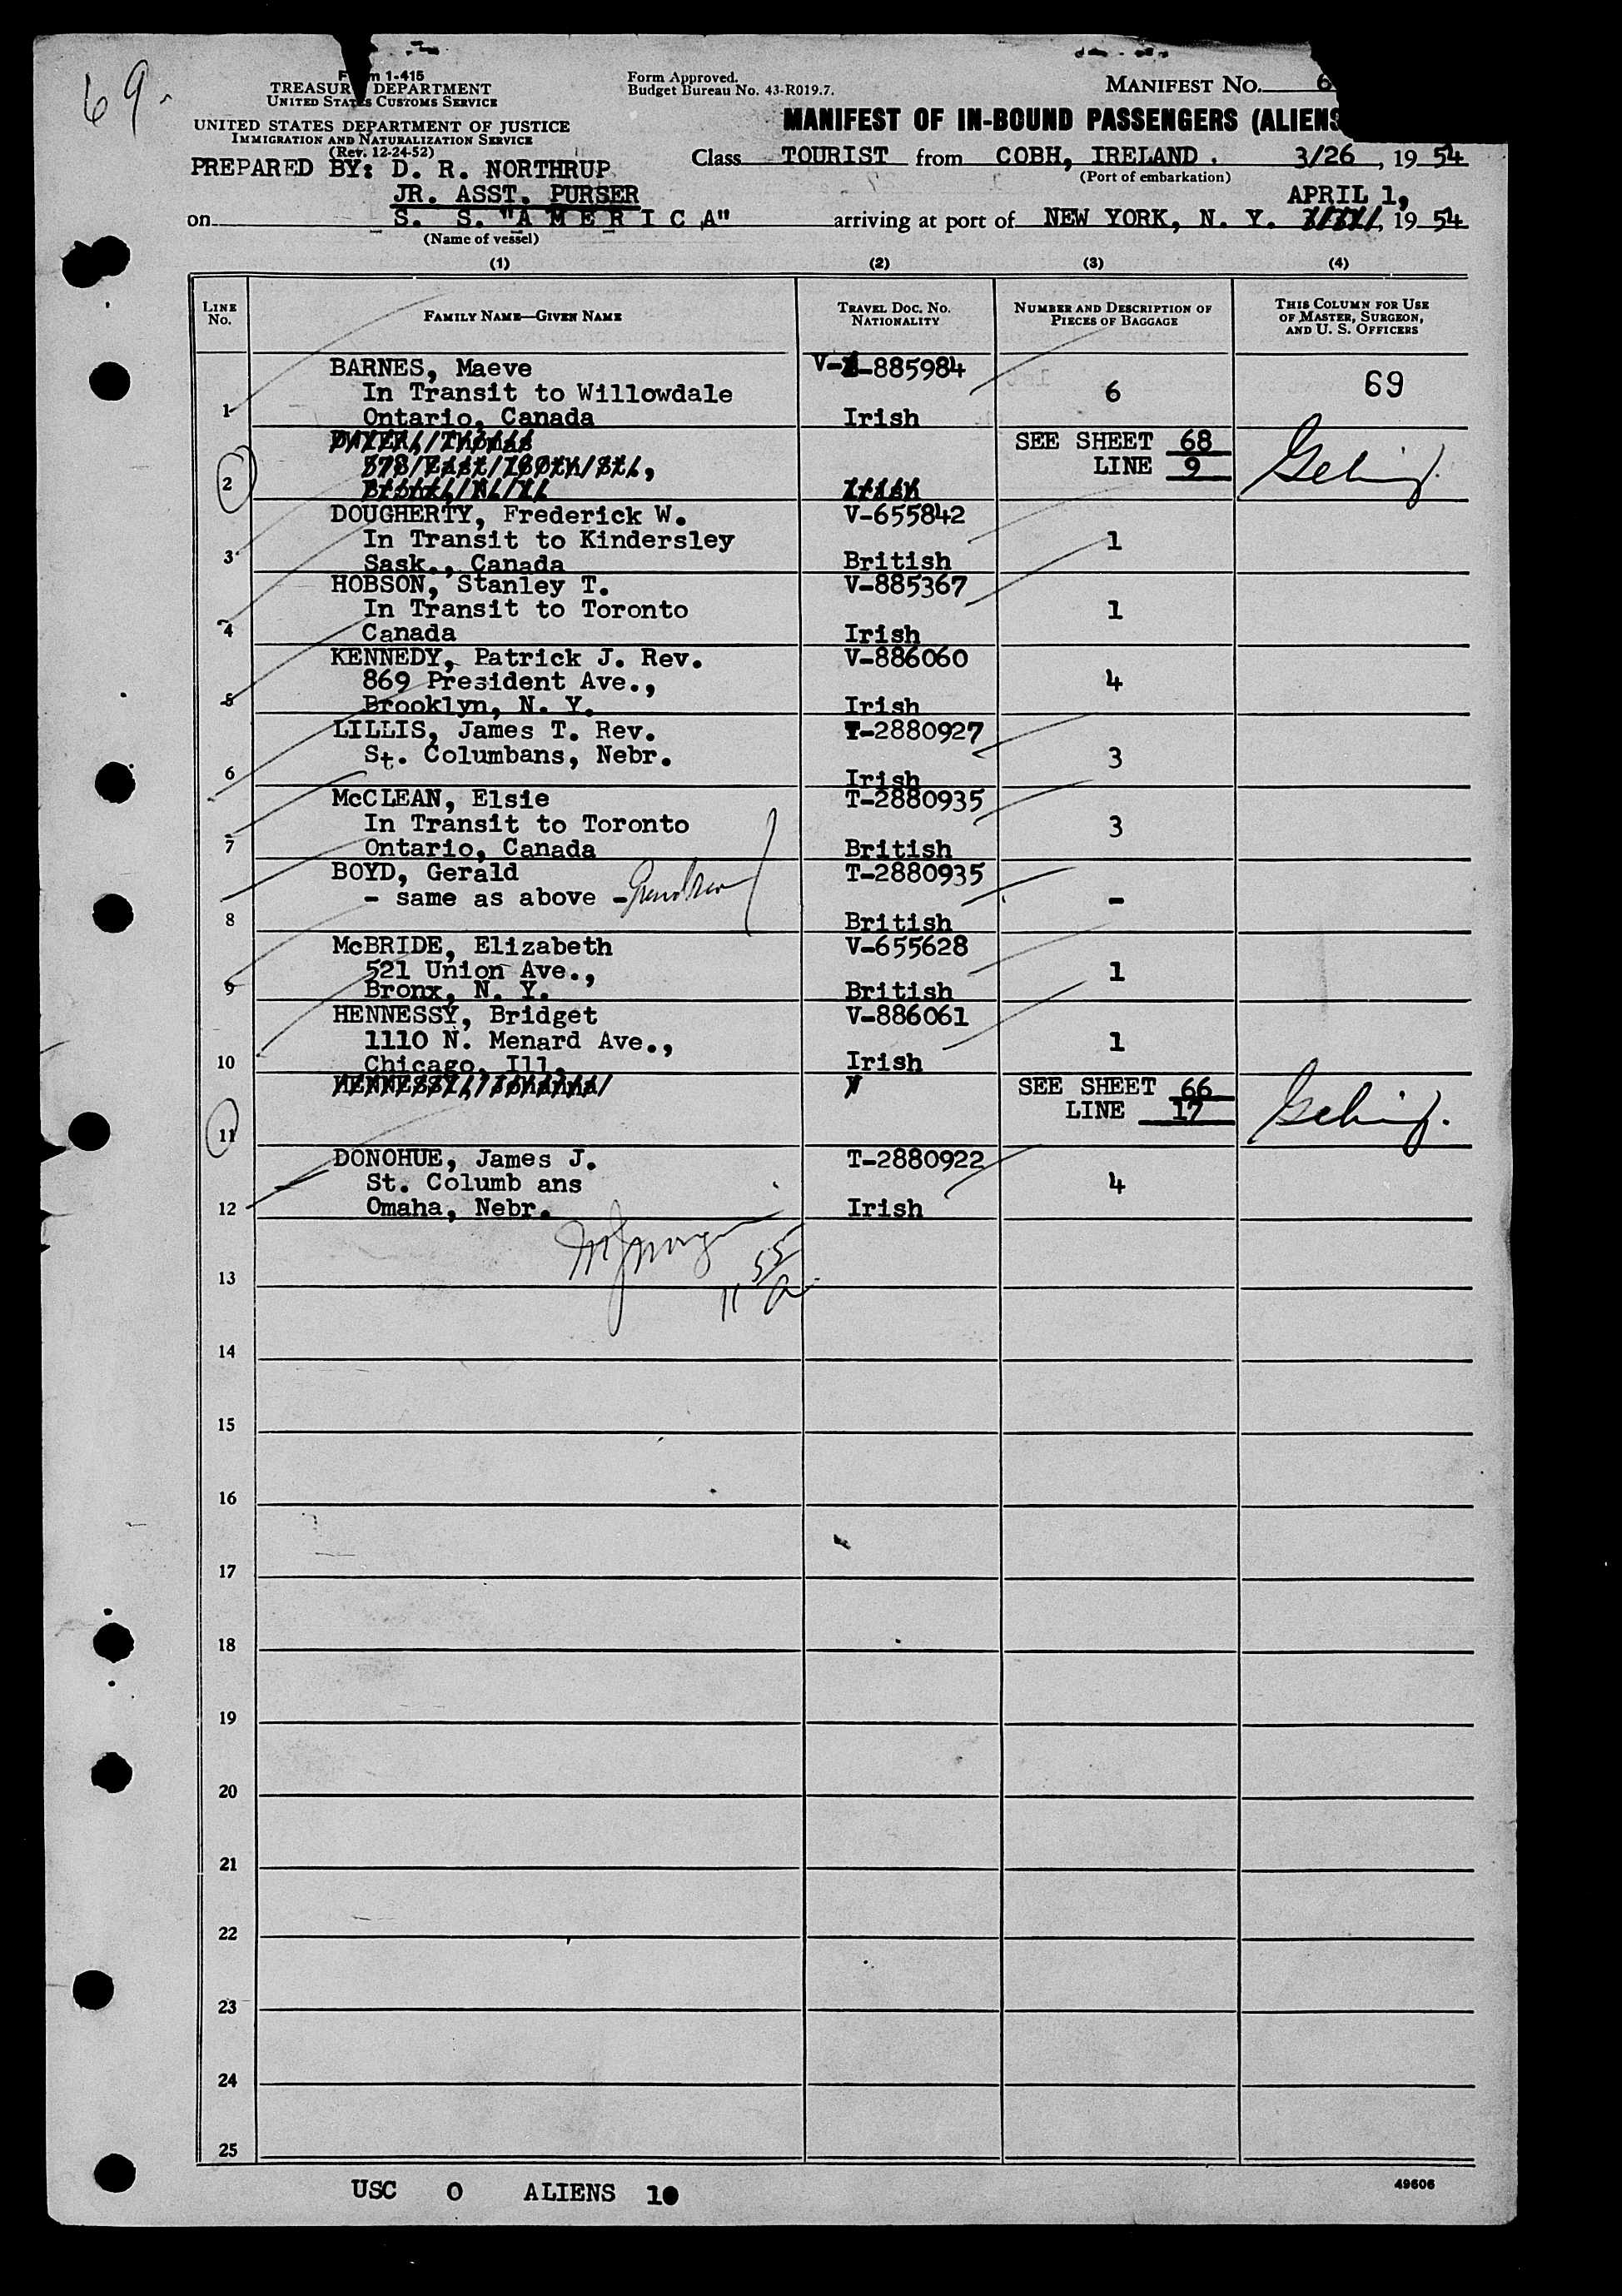 69
Form 1-415
TREASURY DEPARTMENT
UNITED STATES CUSTOMS SERVICE
UNITED STATES DEPARTMENT OF JUSTICE
IMMIGRATION AND NATURALIZATION SERVICE
(Rev. 12-24-52)
Form Approved.
Budget Bureau No. 43-R019.7.
MANIFEST No. 6
MANIFEST OF IN-BOUND PASSENGERS (ALIENS
PREPARED BY: D. R. NORTHRUP
JR. ASST. PURSER
Class TOURIST from COBH, IRELAND. 3/26, 1954
(Port of embarkation)
APRIL 1,
on S. S. "A M E R I C A" arriving at port of NEW YORK, N. Y. 1954
(Name of vessel)
(1) (2) (3) (4)
LINE No. FAMILY NAME—GIVEN NAME TRAVEL DOC. NO. NATIONALITY NUMBER AND DESCRIPTION OF PIECES OF BAGGAGE THIS COLUMN FOR USE OF MASTER, SURGEON, AND U. S. OFFICERS
BARNES, Maeve V- -885984
In Transit to Willowdale 6 69
1 Ontario, Canada Irish
SEE SHEET 68
2 LINE 9
Irish
DOUGHERTY, Frederick W. V-655842
In Transit to Kindersley 1
3 Sask., Canada British
HOBSON, Stanley T. V-885367
In Transit to Toronto 1
4 Canada Irish
KENNEDY, Patrick J. Rev. V-886060
869 President Ave., 4
5 Brooklyn, N. Y. Irish
LILLIS, James T. Rev. T-2880927
St. Columbans, Nebr. 3
6 Irish
McCLEAN, Elsie T-2880935
In Transit to Toronto 3
7 Ontario, Canada British
BOYD, Gerald T-2880935
- same as above - Grandson -
8 British
McBRIDE, Elizabeth V-655628
521 Union Ave., 1
9 Bronx, N. Y. British
HENNESSY, Bridget V-886061
1110 N. Menard Ave., 1
10 Chicago, Ill. Irish
HENNESSY, Johanna SEE SHEET 66
LINE 17
11
DONOHUE, James J. T-2880922
St. Columb ans 4
12 Omaha, Nebr. Irish
11 55/a
13
14
15
16
17
18
19
20
21
22
23
24
25
USC 0 ALIENS 10
49606